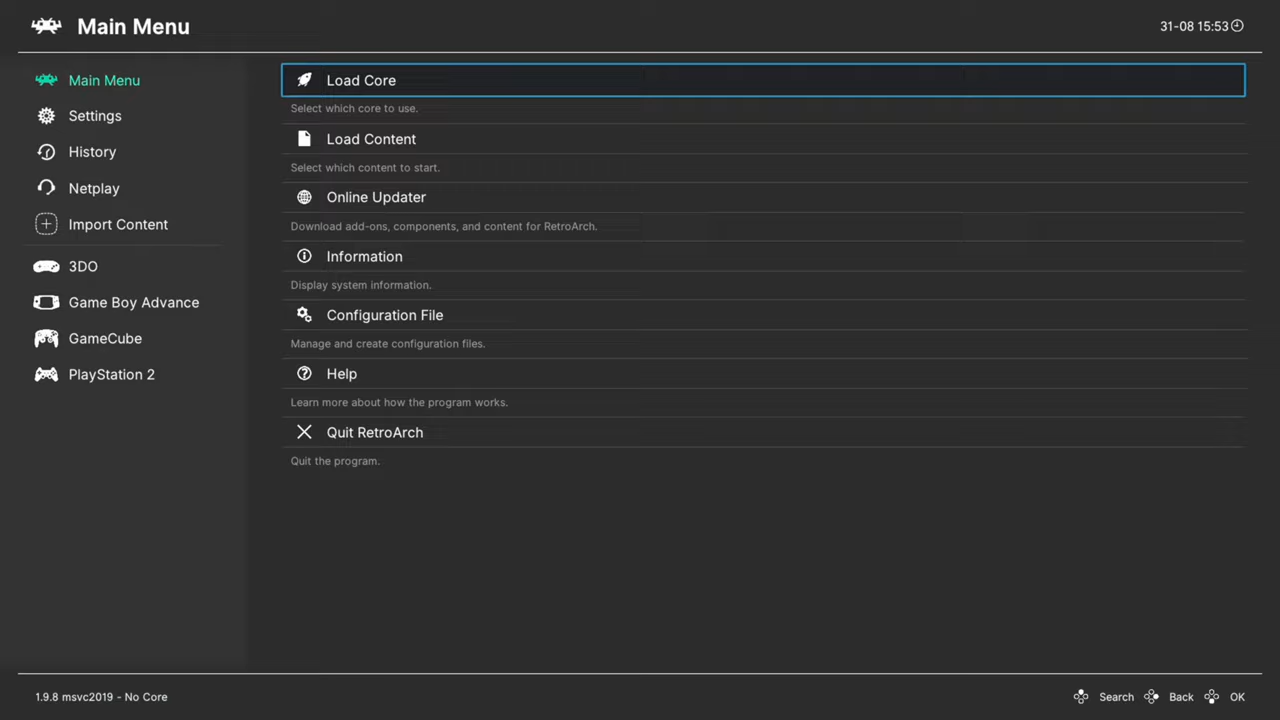 Main Menu
31-08 15:53
Main Menu
Settings
History
Netplay
Import Content
3DO
Game Boy Advance
GameCube
PlayStation 2
Load Core
Select which core to use.
Load Content
Select which content to start.
Online Updater
Download add-ons, components, and content for RetroArch.
Information
Display system information.
Configuration File
Manage and create configuration files.
Help
Learn more about how the program works.
Quit RetroArch
Quit the program.
1.9.8 msvc2019 - No Core
Search Back OK